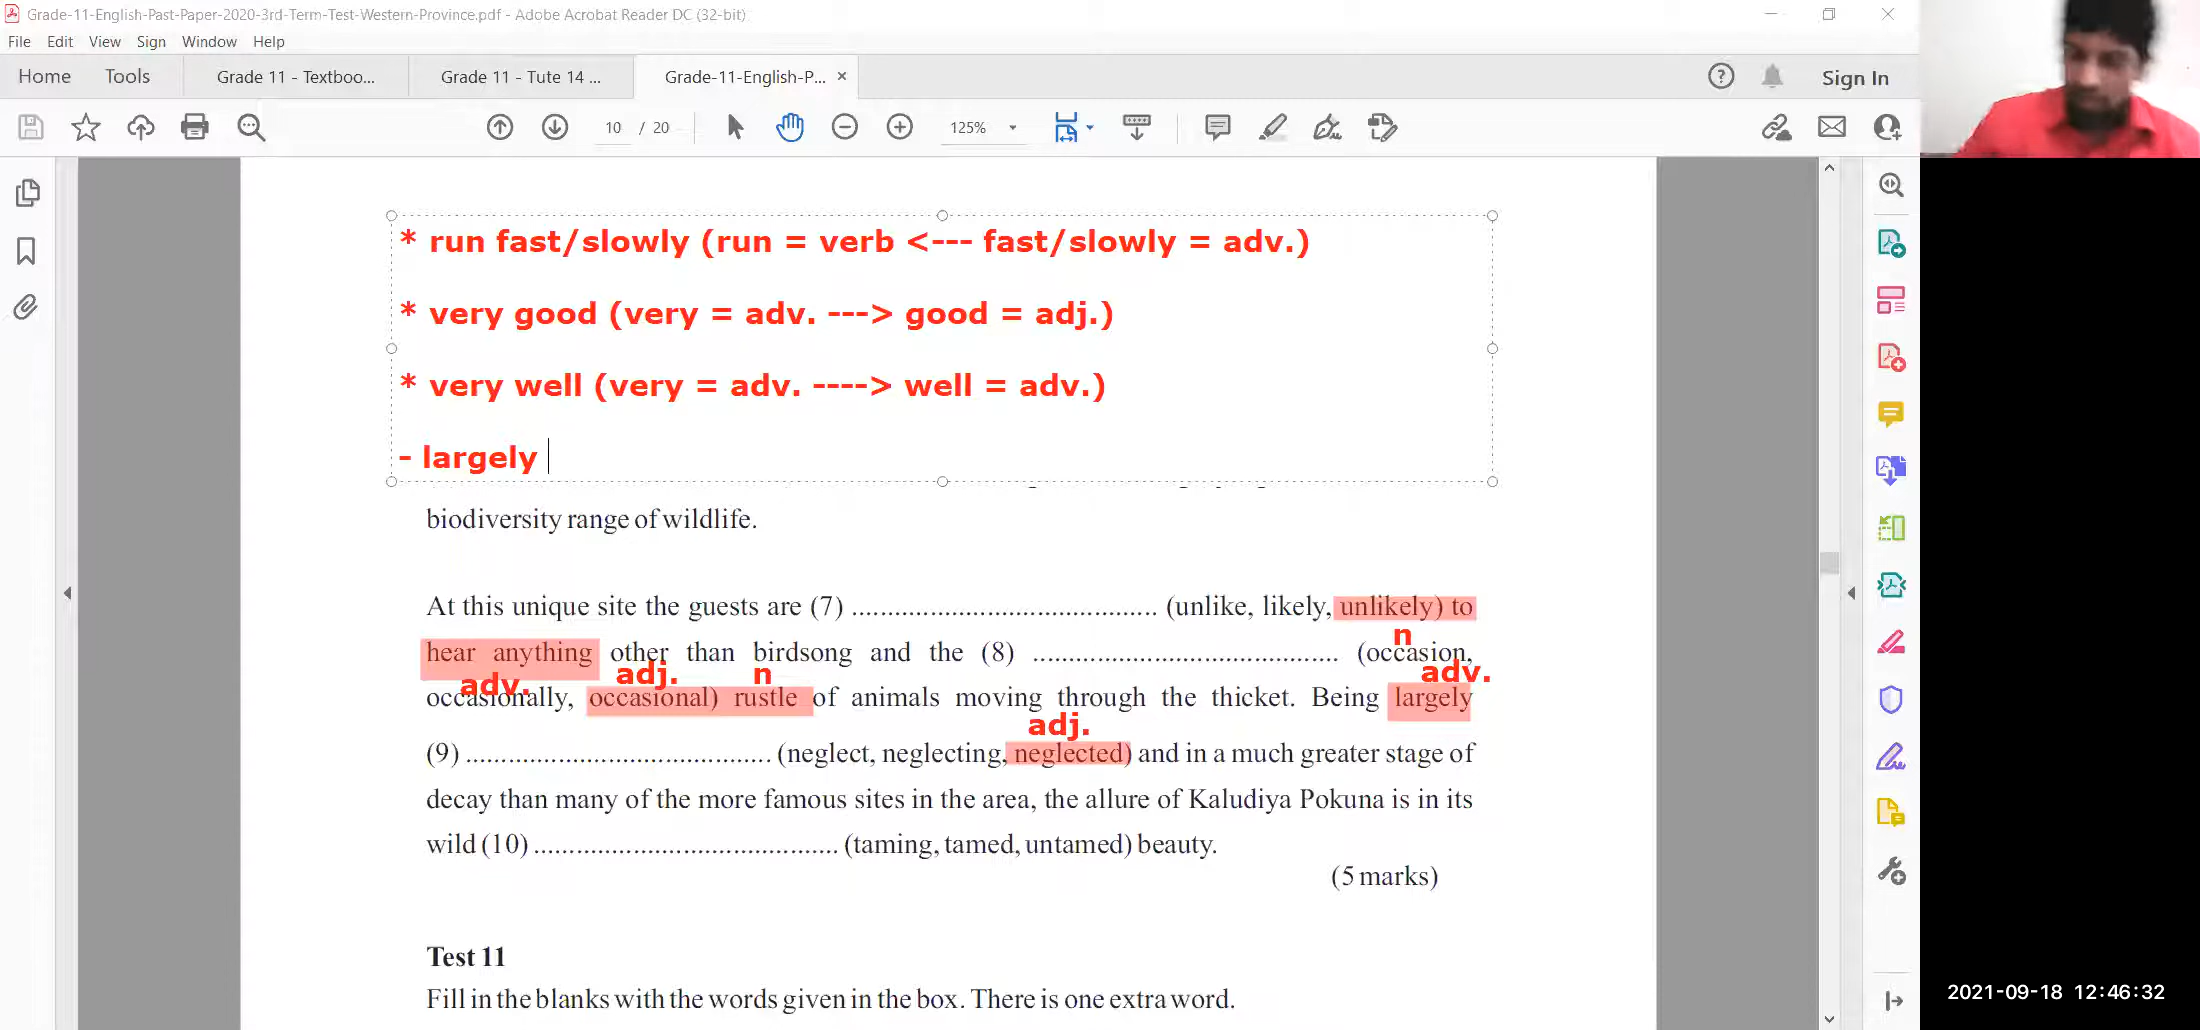 Grade-11-English-Past-Paper-2020-3rd-Term-Test-Western-Province.pdf - Adobe Acrobat Reader DC (32-bit)
File Edit View Sign Window Help
Home Tools Grade 11 - Textboo... Grade 11 - Tute 14 ... Grade-11-English-P... × Sign In
10 / 20 125%
* run fast/slowly (run = verb <--- fast/slowly = adv.)
* very good (very = adv. ---> good = adj.)
* very well (very = adv. ----> well = adv.)
- largely
biodiversity range of wildlife.
At this unique site the guests are (7) ........................................... (unlike, likely, unlikely) to
n
hear anything other than birdsong and the (8) ........................................... (occasion,
adv. adj. n adv.
occasionally, occasional) rustle of animals moving through the thicket. Being largely
adj.
(9) ........................................... (neglect, neglecting, neglected) and in a much greater stage of
decay than many of the more famous sites in the area, the allure of Kaludiya Pokuna is in its
wild (10) ........................................... (taming, tamed, untamed) beauty.
(5 marks)
Test 11
Fill in the blanks with the words given in the box. There is one extra word.
2021-09-18 12:46:32